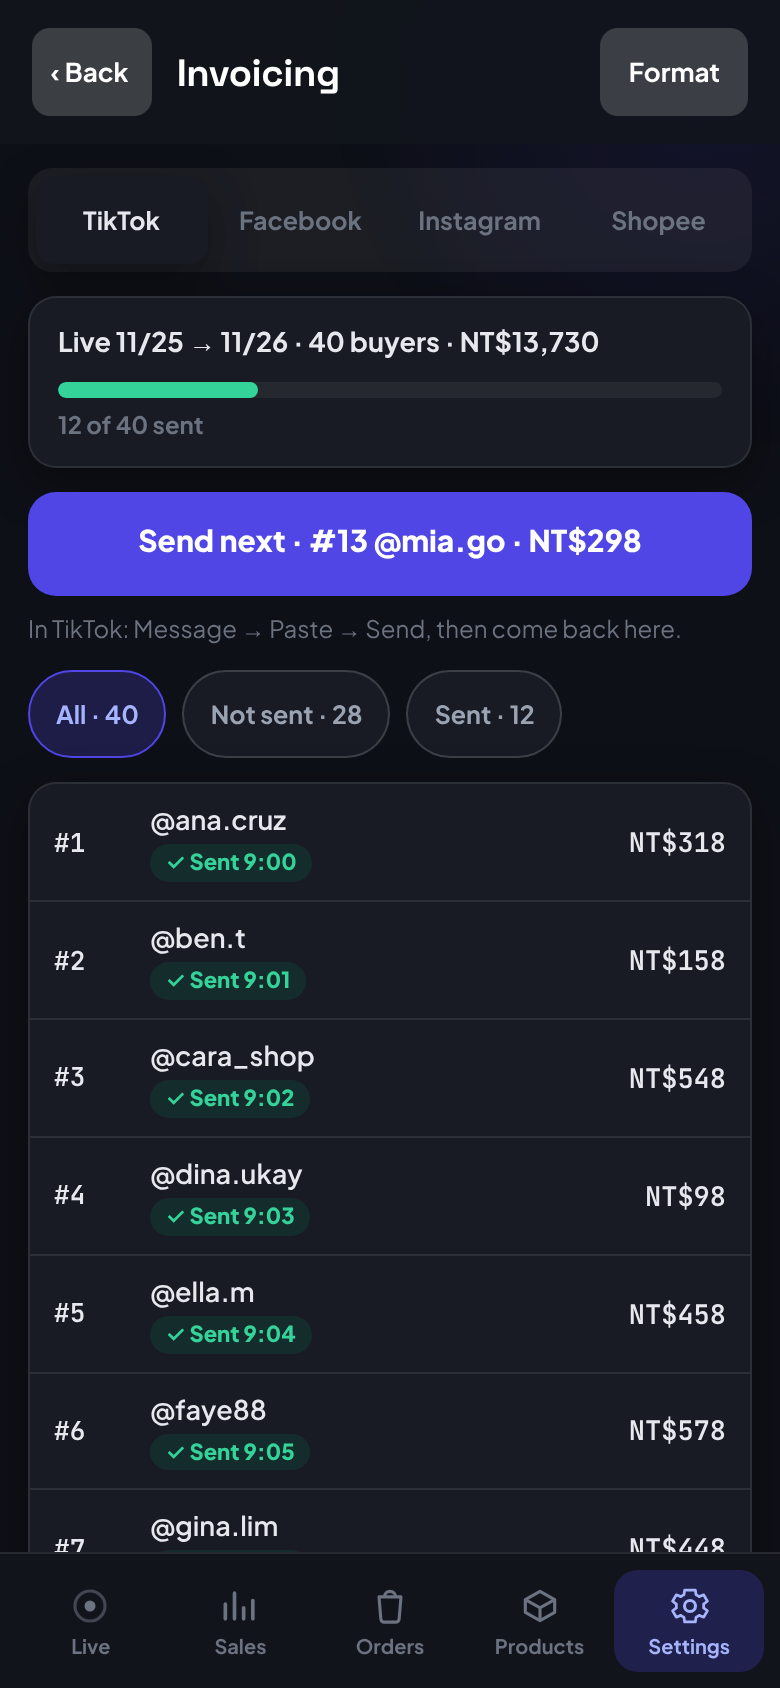 ‹ Back
Invoicing
Format
TikTok
Facebook
Instagram
Shopee
Live 11/25 → 11/26 · 40 buyers · NT$13,730
12 of 40 sent
Send next · #13 @mia.go · NT$298
In TikTok: Message → Paste → Send, then come back here.
All · 40
Not sent · 28
Sent · 12
#1
@ana.cruz
✓ Sent 9:00
NT$318
#2
@ben.t
✓ Sent 9:01
NT$158
#3
@cara_shop
✓ Sent 9:02
NT$548
#4
@dina.ukay
✓ Sent 9:03
NT$98
#5
@ella.m
✓ Sent 9:04
NT$458
#6
@faye88
✓ Sent 9:05
NT$578
#7
@gina.lim
NT$448
Live
Sales
Orders
Products
Settings